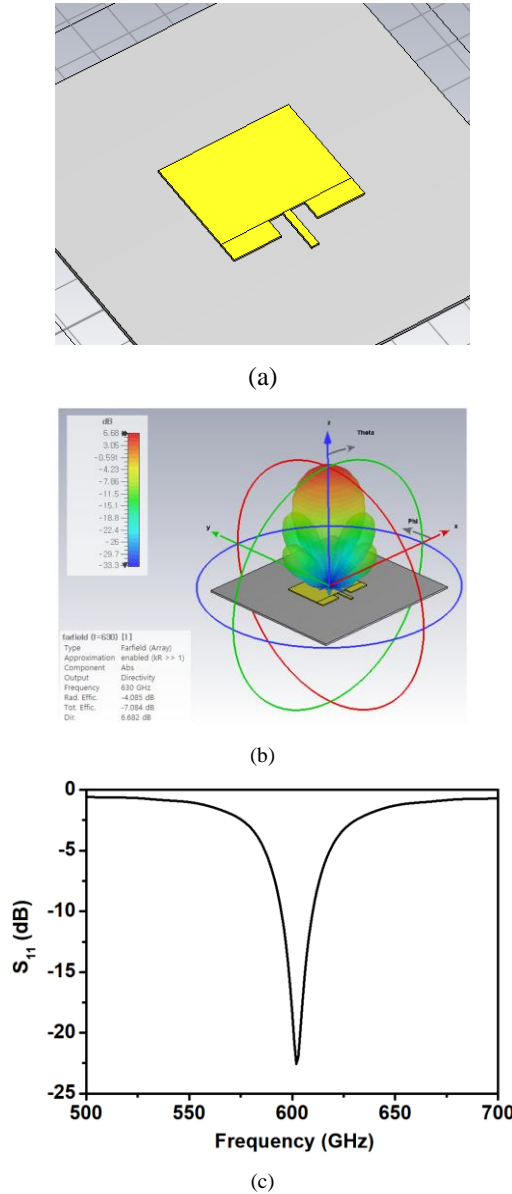 (a)
dB
6.68
3.05
-0.591
-4.23
-7.86
-11.5
-15.1
-18.8
-22.4
-26
-29.7
-33.3
z
Theta
y
Phi
x
farfield (f=630) [1]
Type Farfield (Array)
Approximation enabled (kR >> 1)
Component Abs
Output Directivity
Frequency 630 GHz
Rad. Effic. -4.085 dB
Tot. Effic. -7.084 dB
Dir. 6.682 dB
(b)
0
-5
-10
-15
-20
-25
S11 (dB)
500 550 600 650 700
Frequency (GHz)
(c)